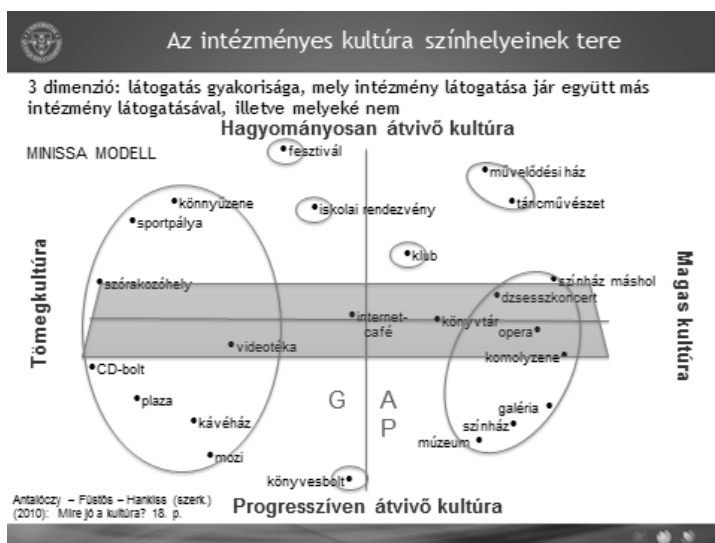 Az intézményes kultúra színhelyeinek tere
3 dimenzió: látogatás gyakorisága, mely intézmény látogatása jár együtt más
intézmény látogatásával, illetve melyeké nem
Hagyományosan átvivő kultúra
MINISSA MODELL
fesztivál
művelődési ház
könnyűzene
iskolai rendezvény
táncművészet
sportpálya
klub
Tömegkultúra
Magas kultúra
szórakozóhely
színház máshol
dzsesszkoncert
internet-
café
könyvtár
opera
videotéka
komolyzene
CD-bolt
plaza
G A
P
galéria
kávéház
színház
múzeum
mozi
könyvesbolt
Antalóczy – Füstös – Hankiss (szerk.)
(2010): Mire jó a kultúra? 18. p.
Progresszíven átvivő kultúra